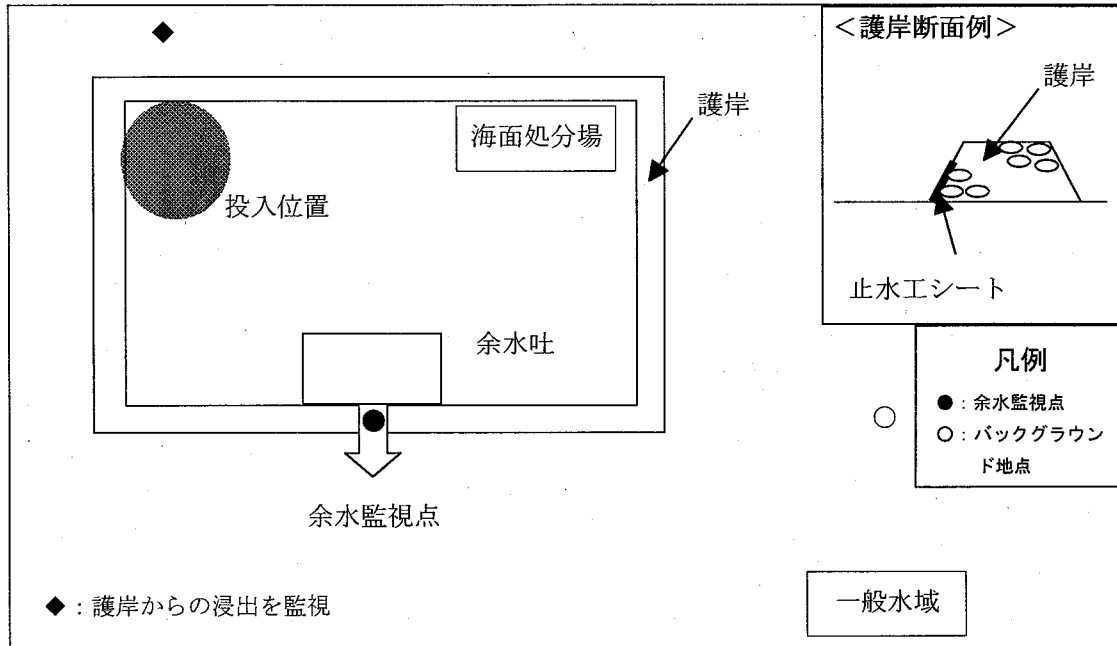 ＜護岸断面例＞
護岸
止水工シート
護岸
海面処分場
投入位置
余水吐
凡例
●：余水監視点
○：バックグラウン
ド地点
余水監視点
◆：護岸からの浸出を監視
一般水域